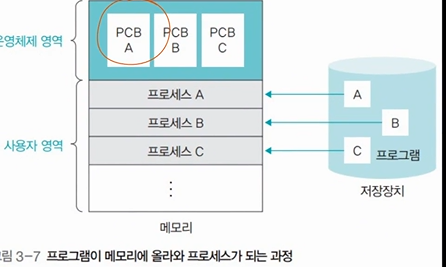 운영체제 영역
PCB
A
PCB
B
PCB
C
사용자 영역
프로세스 A
프로세스 B
프로세스 C
⋮
메모리
A
B
C
프로그램
저장장치
그림 3-7 프로그램이 메모리에 올라와 프로세스가 되는 과정